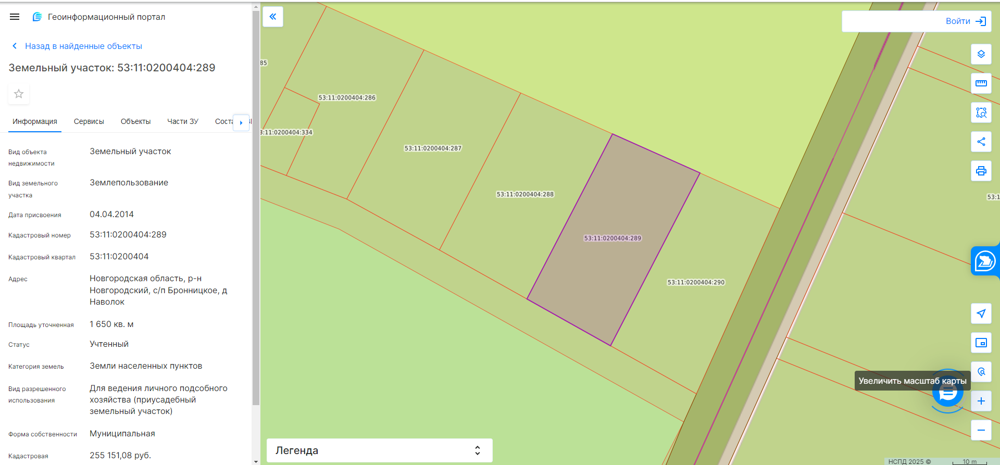 Геоинформационный портал
Назад в найденные объекты
Земельный участок: 53:11:0200404:289
Информация
Сервисы
Объекты
Части ЗУ
Вид объекта
недвижимости
Земельный участок
Вид земельного
участка
Землепользование
Дата присвоения
04.04.2014
Кадастровый номер
53:11:0200404:289
Кадастровый квартал
53:11:0200404
Адрес
Новгородская область, р-н
Новгородский, с/п Бронницкое, д
Наволок
Площадь уточненная
1 650 кв. м
Статус
Учтенный
Категория земель
Земли населенных пунктов
Вид разрешенного
использования
Для ведения личного подсобного
хозяйства (приусадебный
земельный участок)
Форма собственности
Муниципальная
Кадастровая
255 151,08 руб.
Войти
85
53:11:0200404:286
3:11:0200404:334
53:11:0200404:287
53:11:0200404:288
53:11:0200404:289
53:11:0200404:290
53:1
Увеличить масштаб карты
Легенда
НСПД 2025 ©
10 m